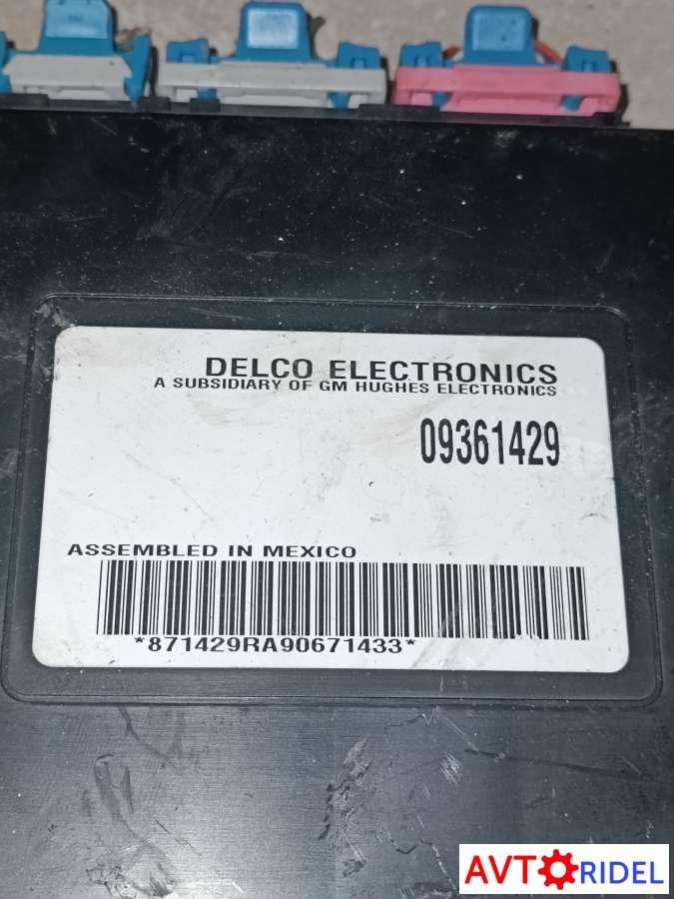 DELCO ELECTRONICS
A SUBSIDIARY OF GM HUGHES ELECTRONICS
09361429
ASSEMBLED IN MEXICO
*871429RA90671433*
AVTORIDEL